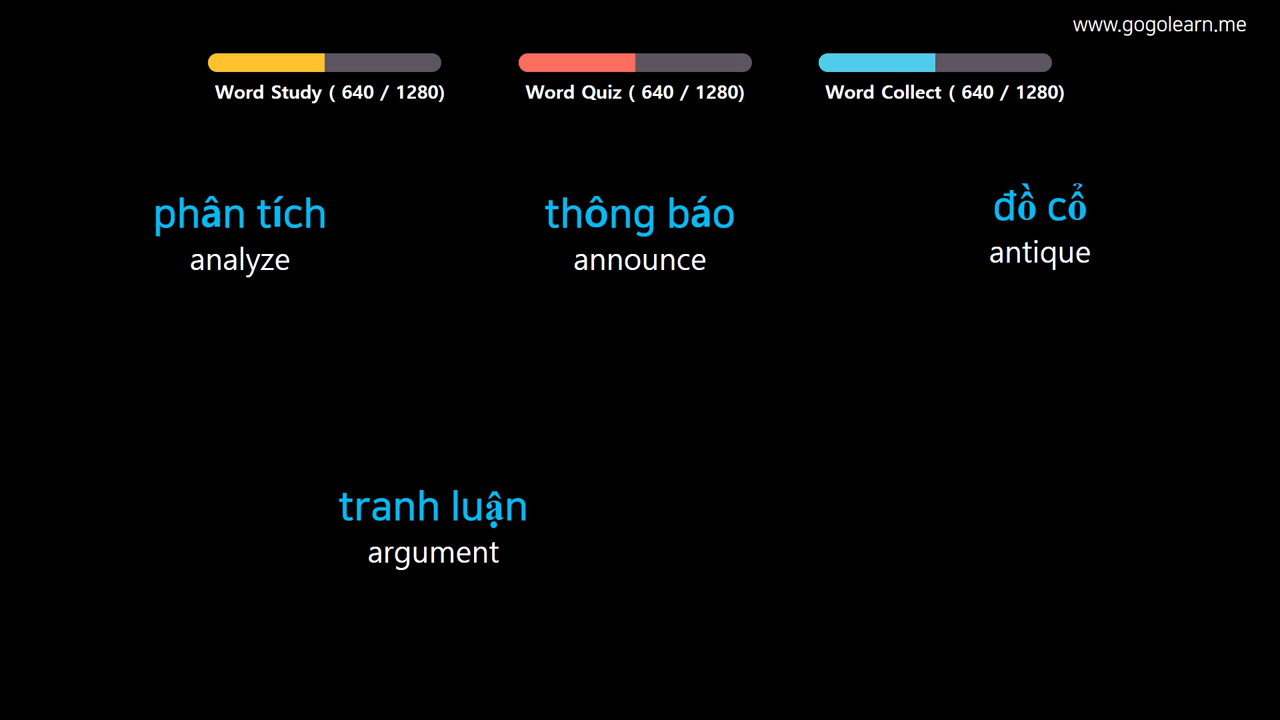 www.gogolearn.me
Word Study ( 640 / 1280)
Word Quiz ( 640 / 1280)
Word Collect ( 640 / 1280)
phân tích
analyze
thông báo
announce
đồ cổ
antique
tranh luận
argument